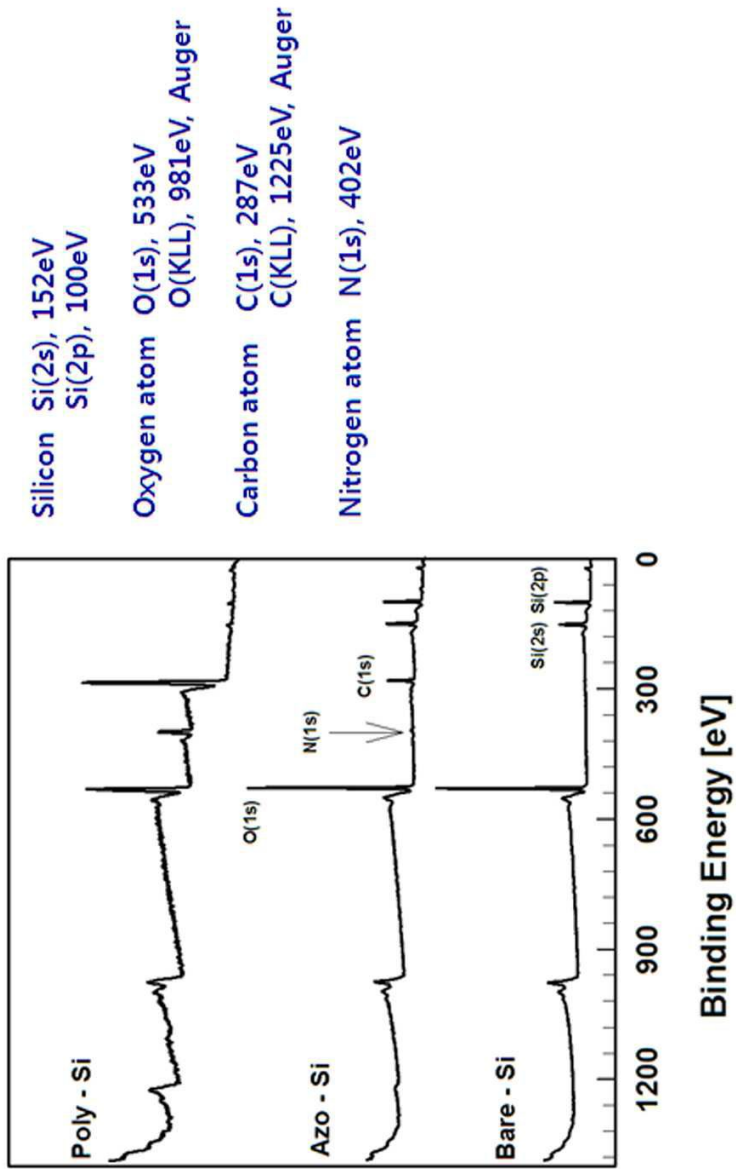 Poly - Si
Azo - Si
Bare - Si
O(1s)
N(1s)
C(1s)
Si(2s) Si(2p)
1200 900 600 300 0
Binding Energy [eV]
Silicon Si(2s), 152eV
Si(2p), 100eV
Oxygen atom O(1s), 533eV
O(KLL), 981eV, Auger
Carbon atom C(1s), 287eV
C(KLL), 1225eV, Auger
Nitrogen atom N(1s), 402eV